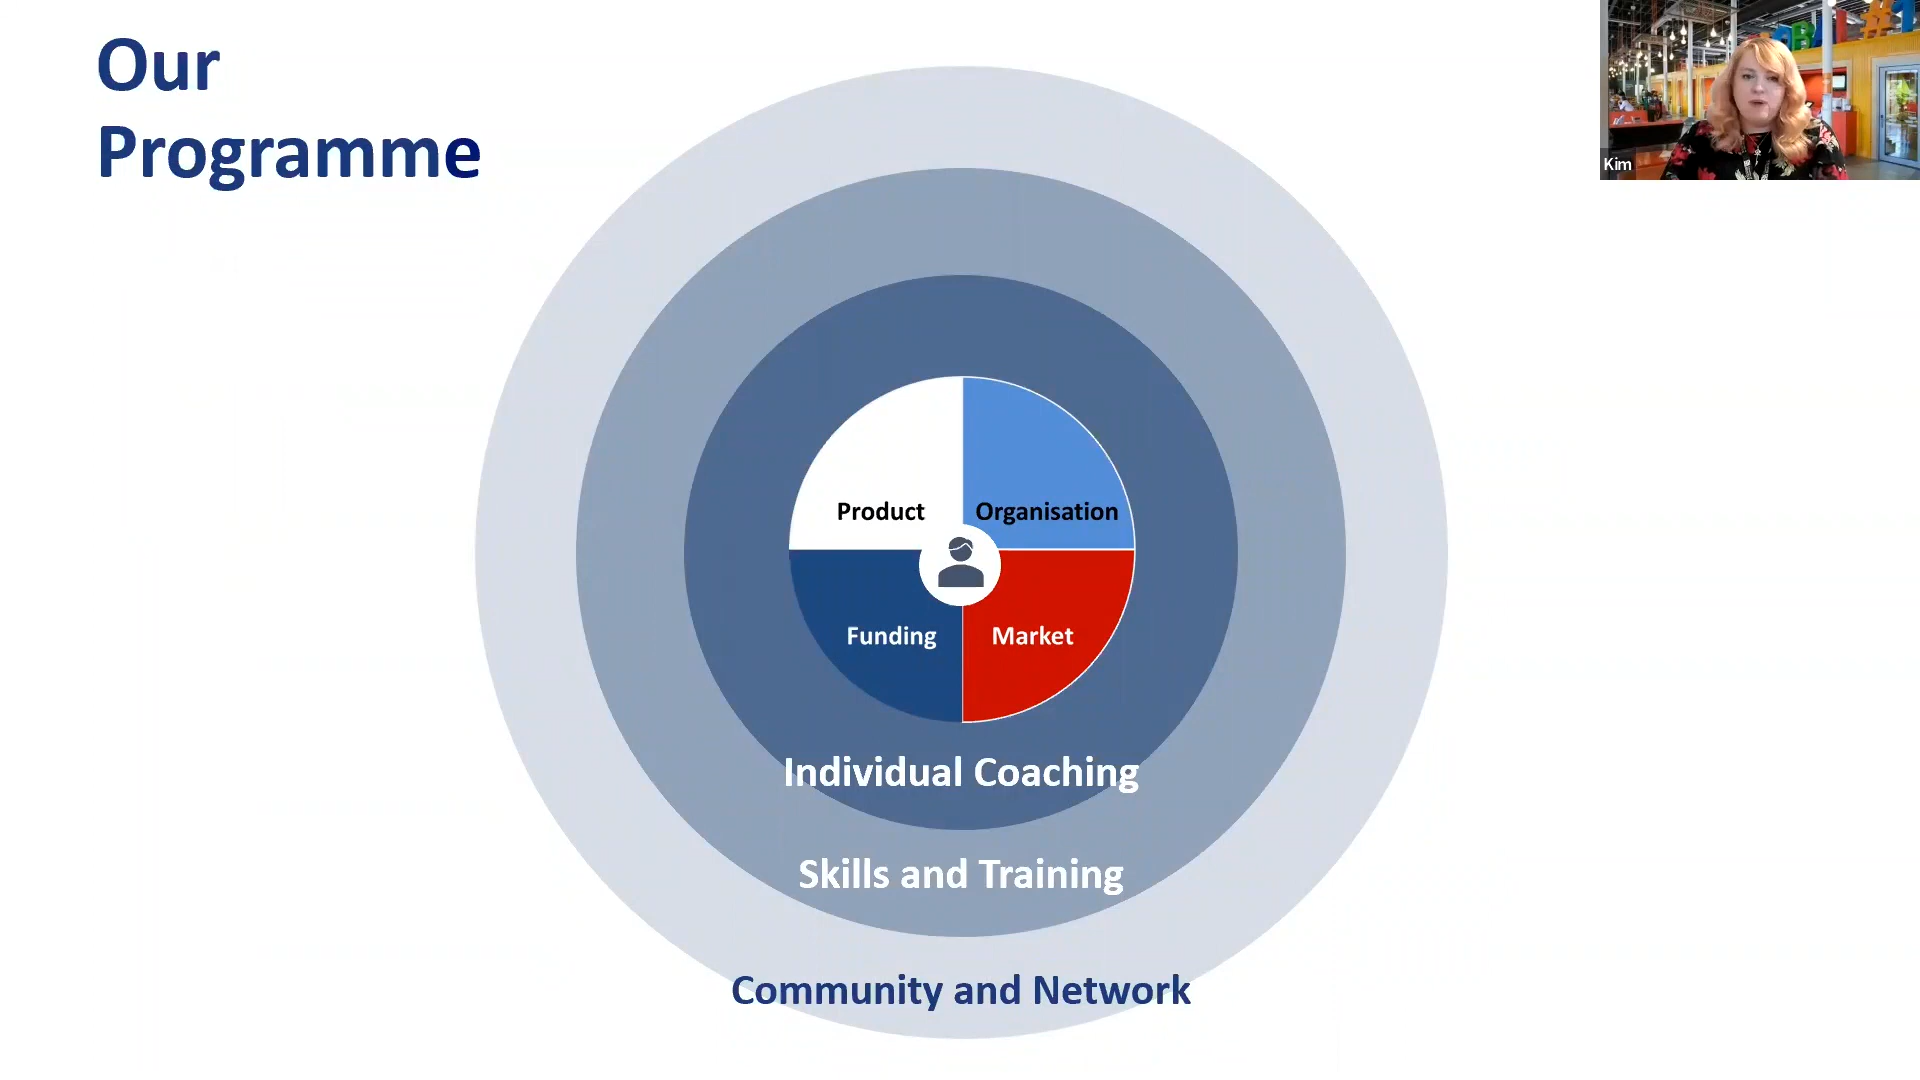 Our
Programme
Kim
Product
Organisation
Funding
Market
Individual Coaching
Skills and Training
Community and Network